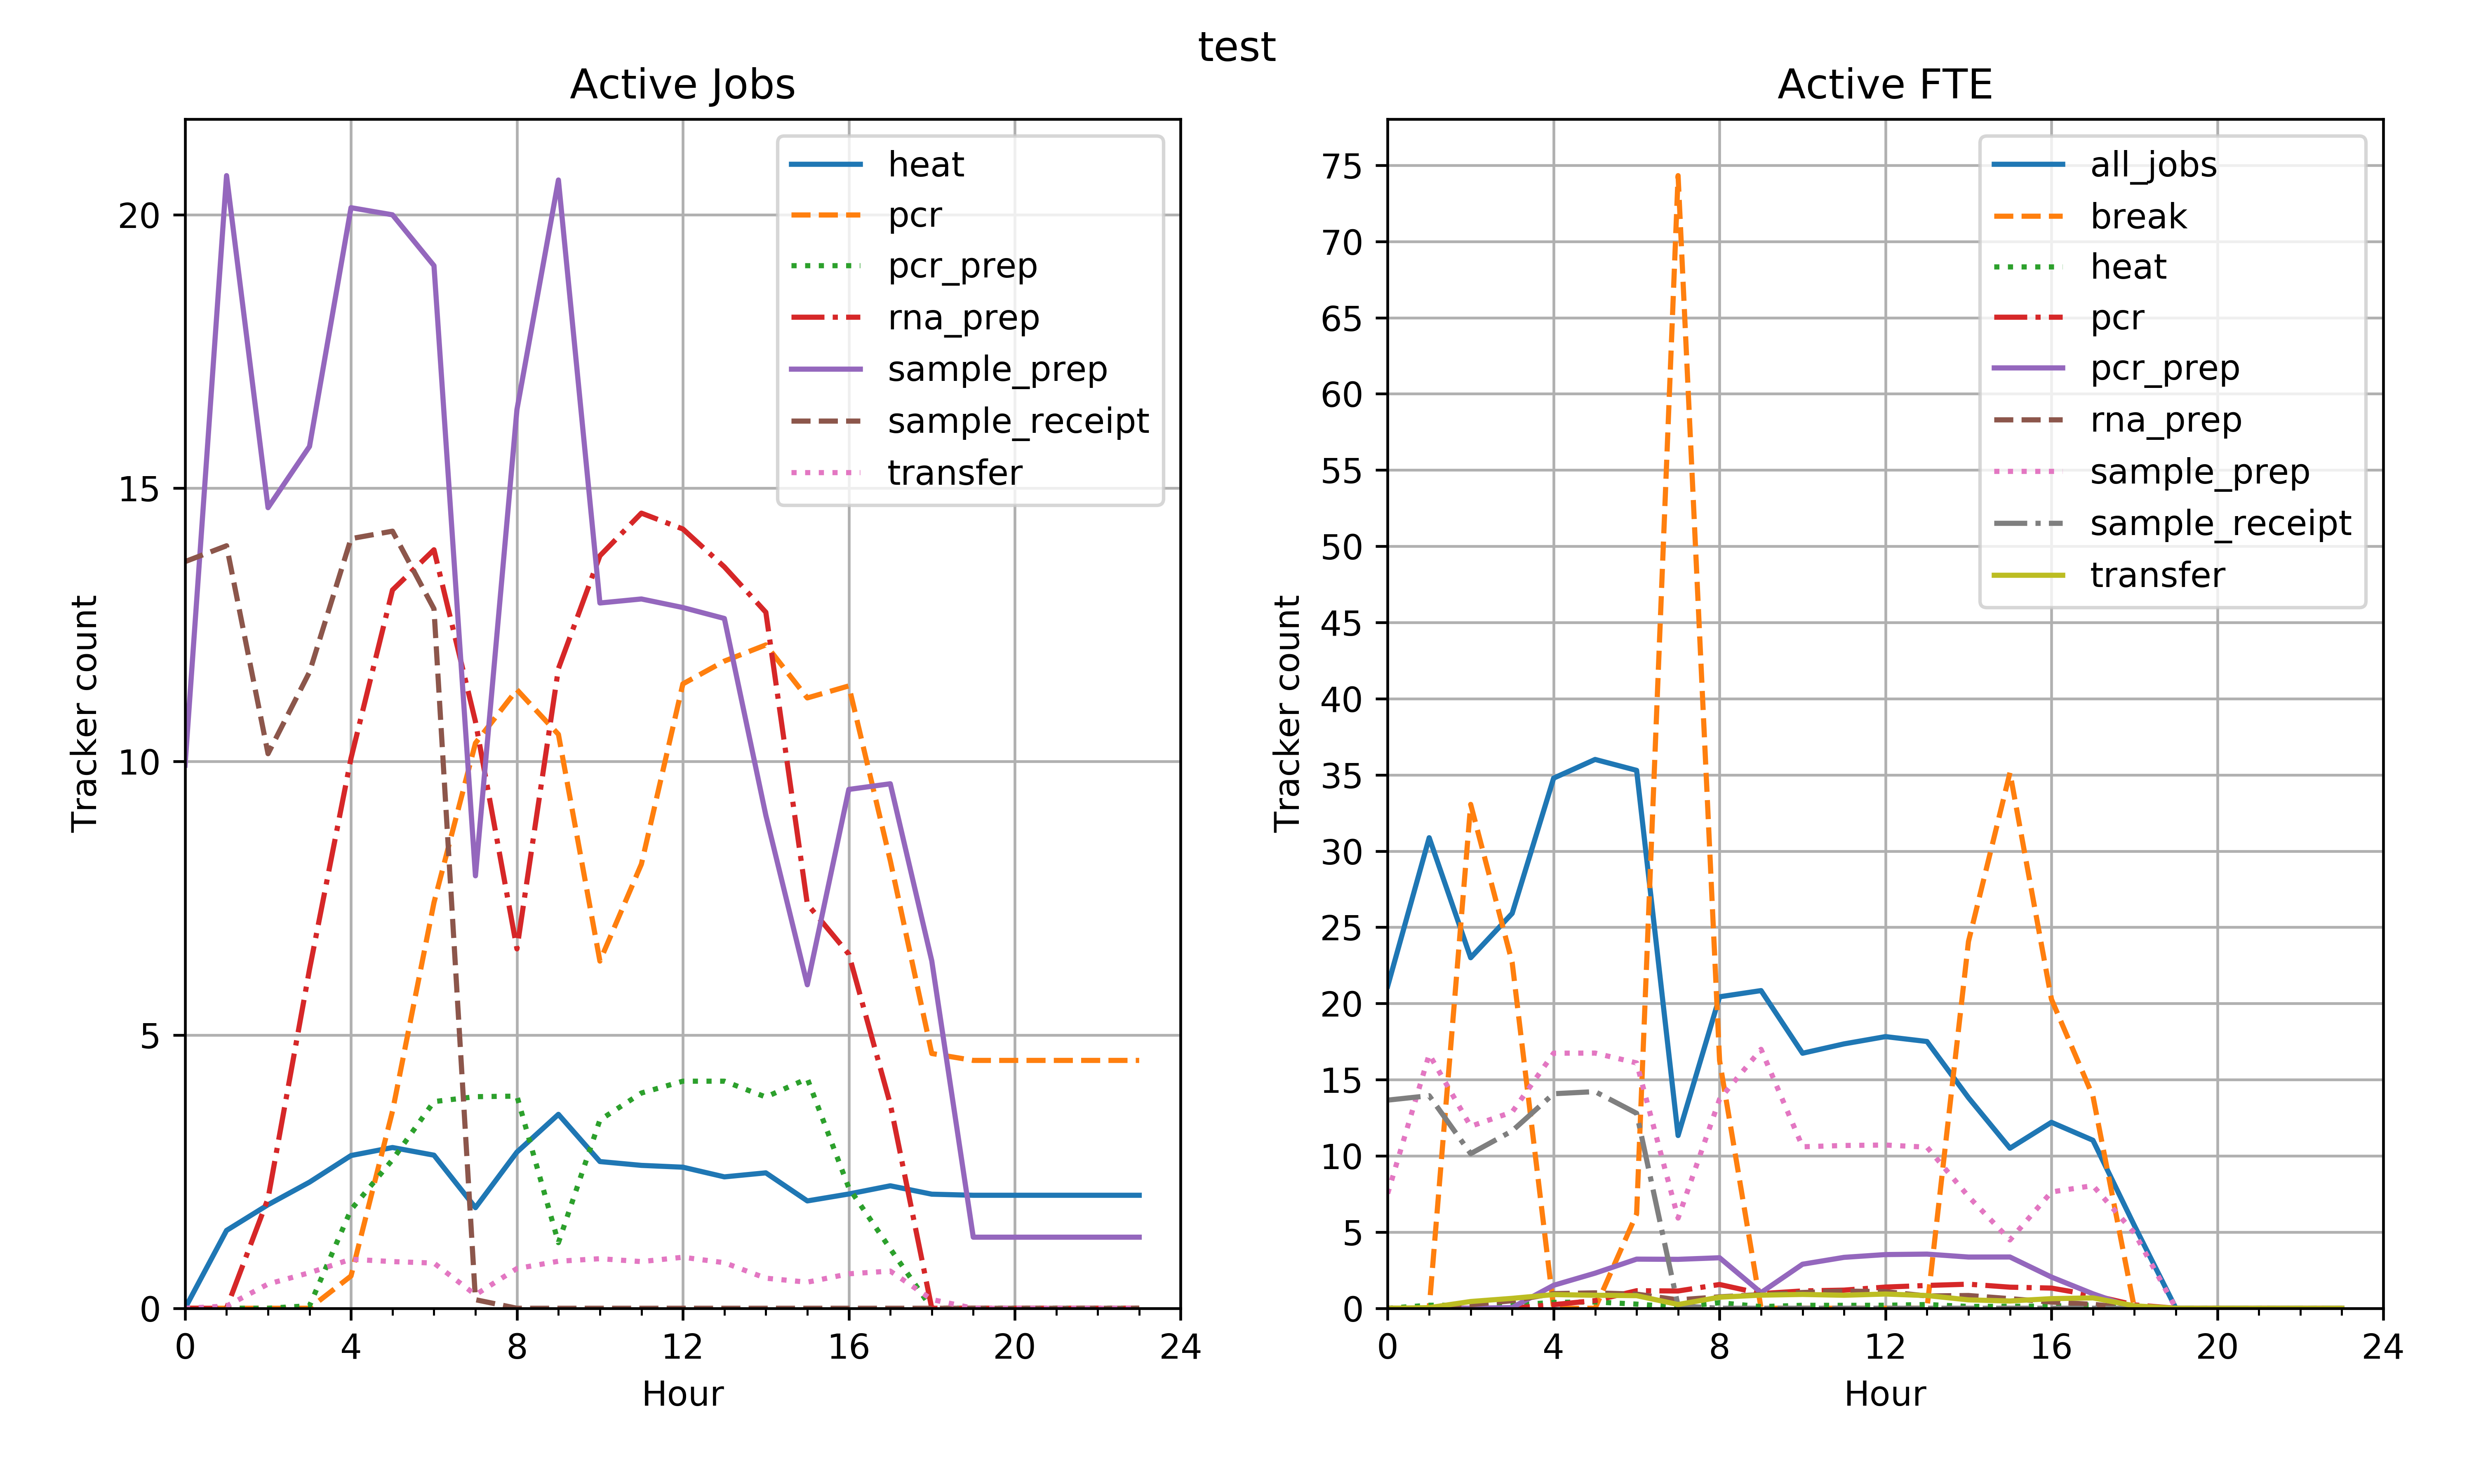 test
Active Jobs
Tracker count
20
15
10
5
0
0 4 8 12 16 20 24
Hour
heat
pcr
pcr_prep
rna_prep
sample_prep
sample_receipt
transfer
Active FTE
Tracker count
75
70
65
60
55
50
45
40
35
30
25
20
15
10
5
0
0 4 8 12 16 20 24
Hour
all_jobs
break
heat
pcr
pcr_prep
rna_prep
sample_prep
sample_receipt
transfer